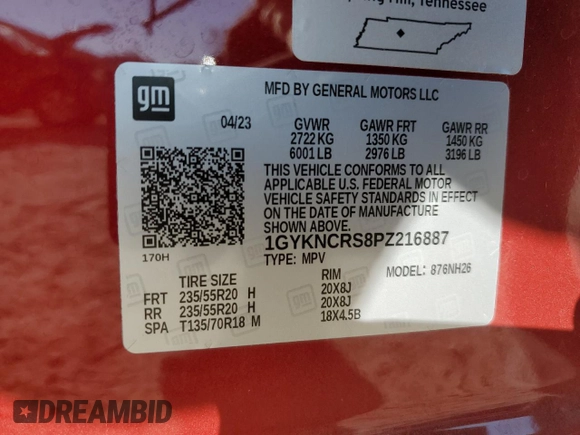 Hill, Tennessee
gm
MFD BY GENERAL MOTORS LLC
04/23 GVWR GAWR FRT GAWR RR
2722 KG 1350 KG 1450 KG
6001 LB 2976 LB 3196 LB
THIS VEHICLE CONFORMS TO ALL
APPLICABLE U.S. FEDERAL MOTOR
VEHICLE SAFETY STANDARDS IN EFFECT
ON THE DATE OF MANUFACTURE
SHOWN ABOVE.
1GYKNCRS8PZ216887
170H TYPE: MPV MODEL: 876NH26
TIRE SIZE RIM
FRT 235/55R20 H 20X8J
RR 235/55R20 H 20X8J
SPA T135/70R18 M 18X4.5B
DREAMBID